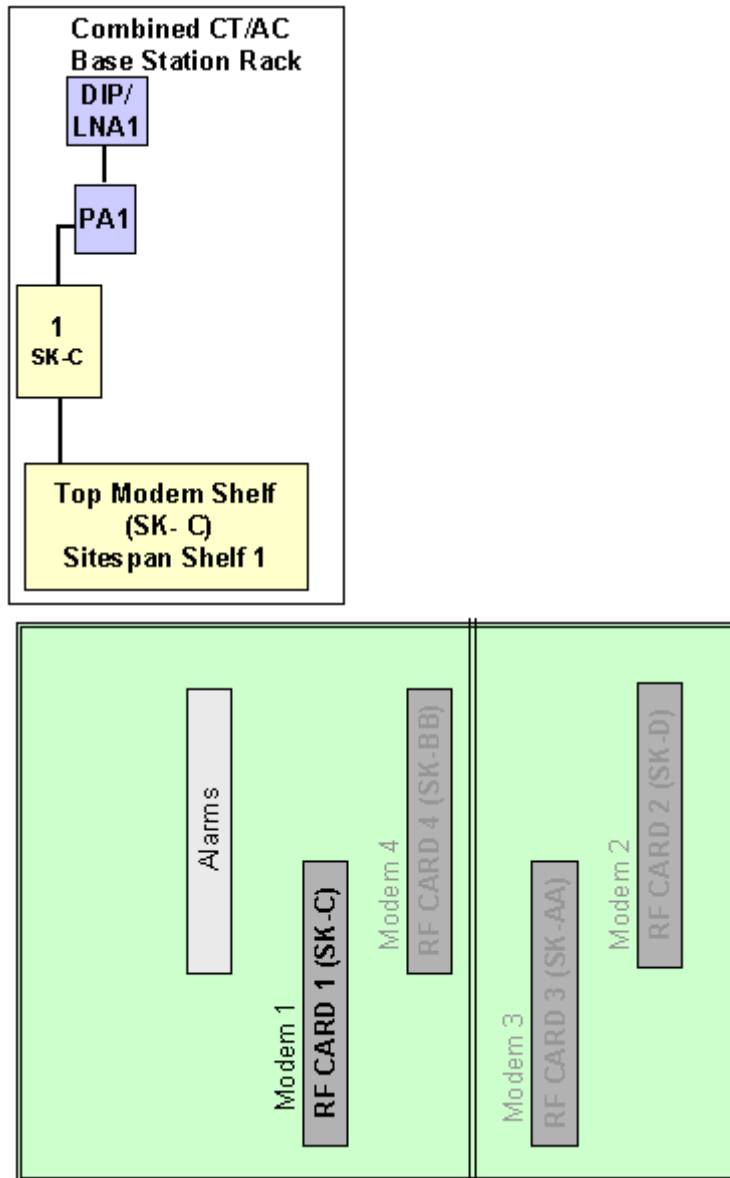 Combined CT/AC
Base Station Rack
DIP/
LNA1
PA1
1
SK-C
Top Modem Shelf
(SK- C)
Sitespan Shelf 1
Alarms
Modem 1
RF CARD 1 (SK-C)
Modem 4
RF CARD 4 (SK-BB)
Modem 3
RF CARD 3 (SK-AA)
Modem 2
RF CARD 2 (SK-D)